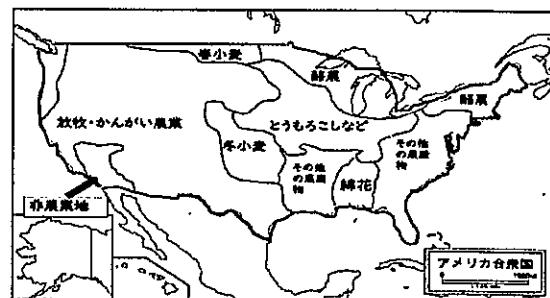 春小麦
酪農
酪農
放牧・かんがい農業
とうもろこしなど
冬小麦
その他
の農産
物
その他
の農産
物
綿花
非農業地
アメリカ合衆国
0